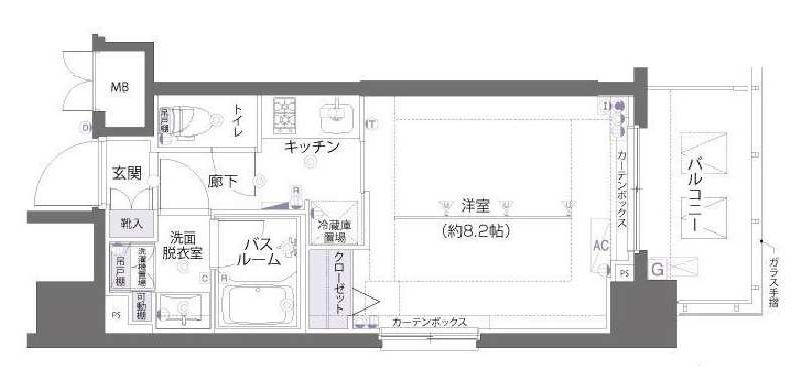 MB
D
吊戸棚
トイレ
キッチン
T
I
玄関
廊下
R
洋室
(約8.2帖)
カーテンボックス
バルコニー
靴入
洗面
脱衣室
バス
ルーム
冷蔵庫
置場
AC
ガラス手摺
吊戸棚
洗濯機置場
可動棚
C
R
クローゼット
PS
G
PS
カーテンボックス